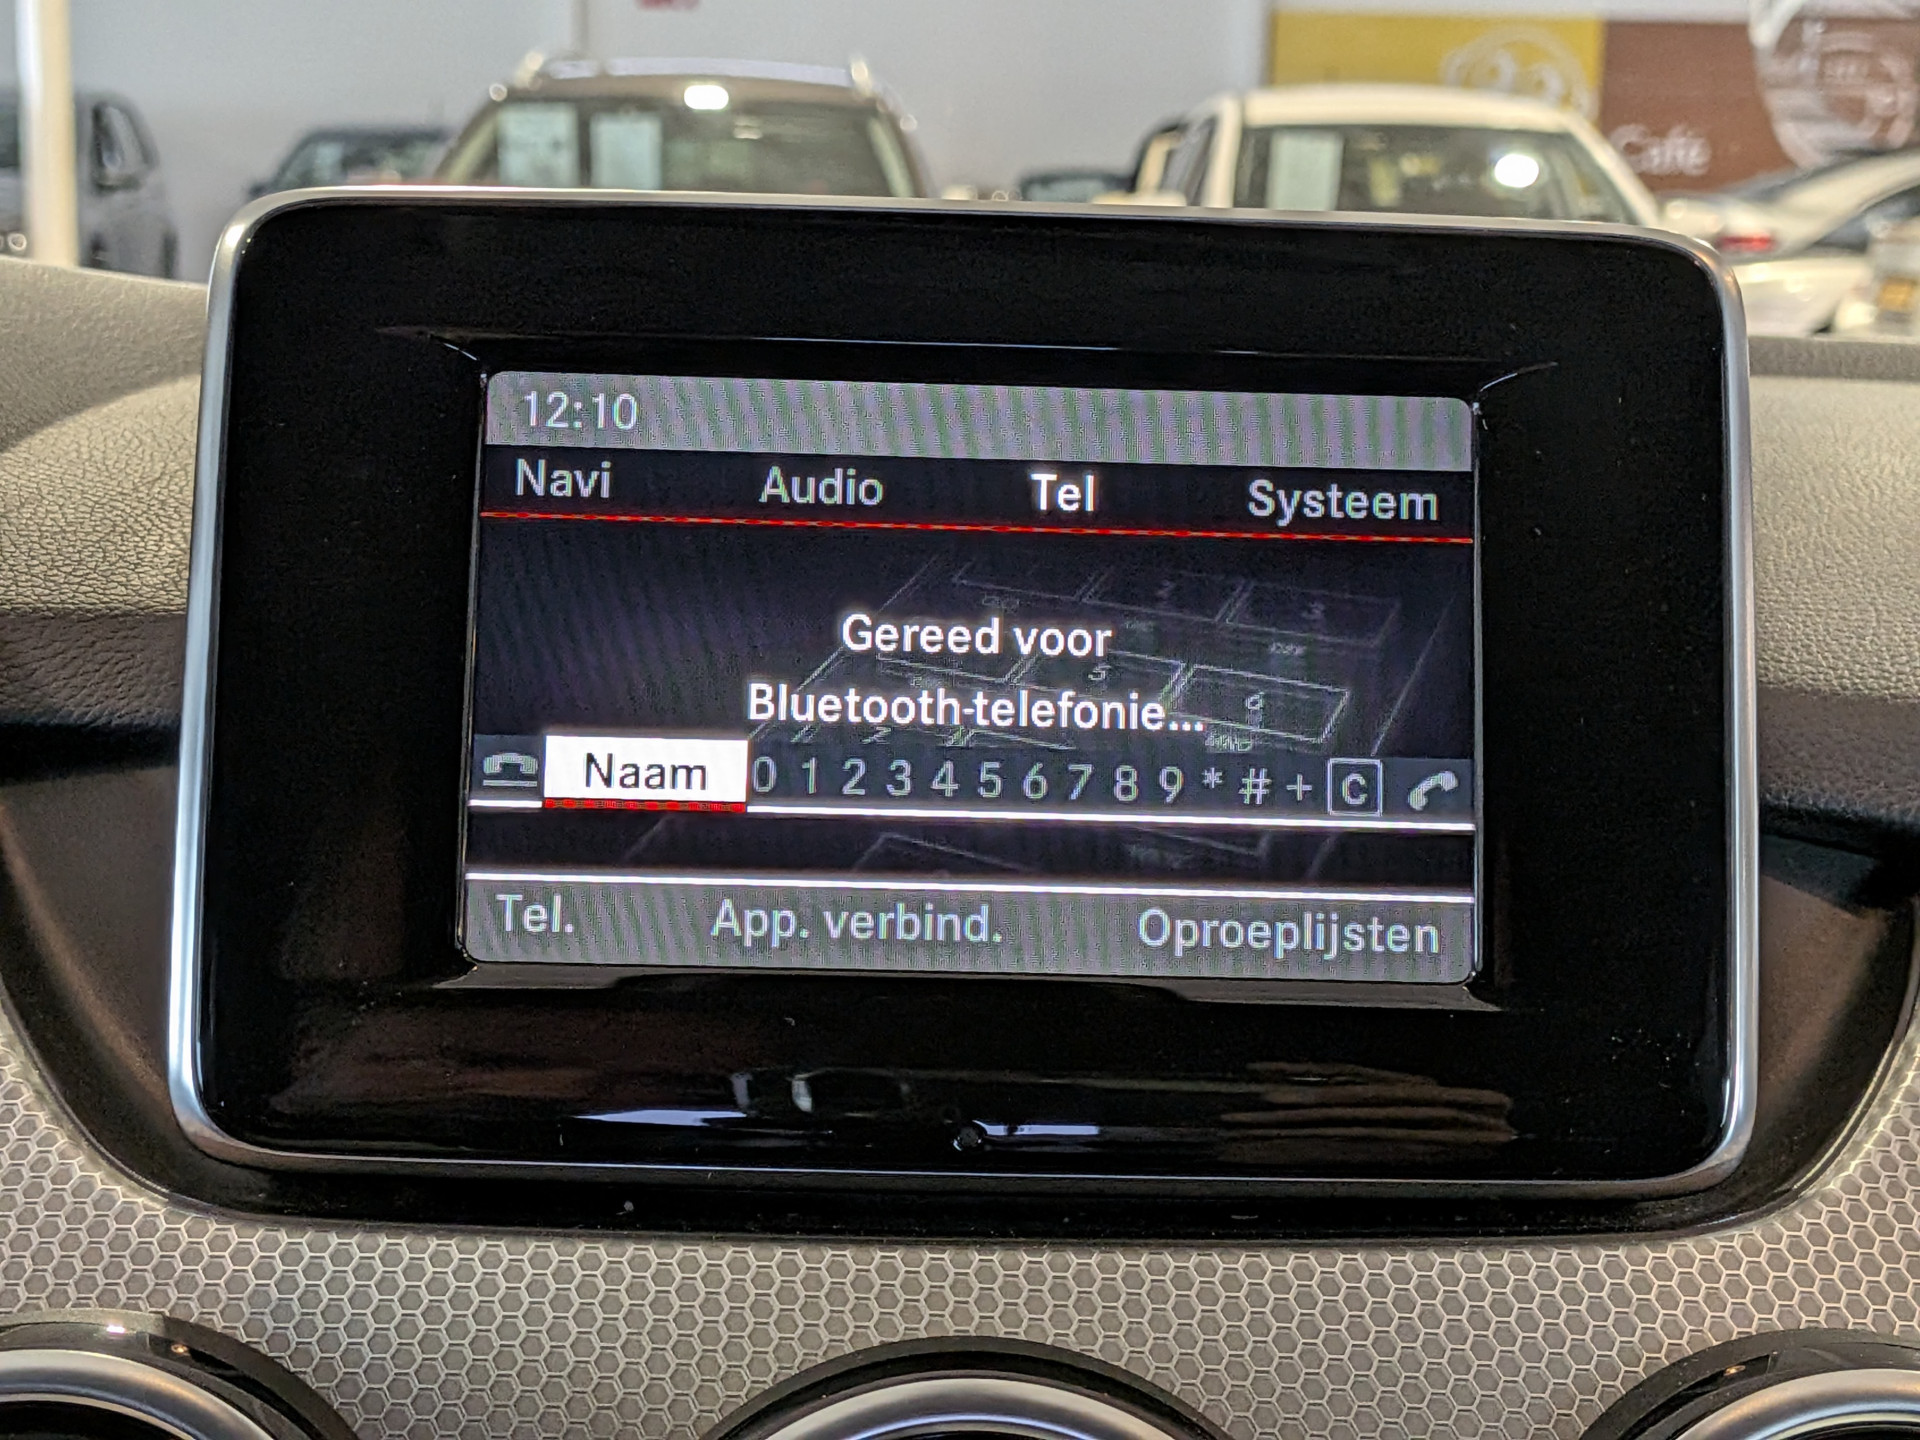 Café
12:10
Navi Audio Tel Systeem
Gereed voor
Bluetooth-telefonie...
Naam 0 1 2 3 4 5 6 7 8 9 * # + C
Tel. App. verbind. Oproeplijsten